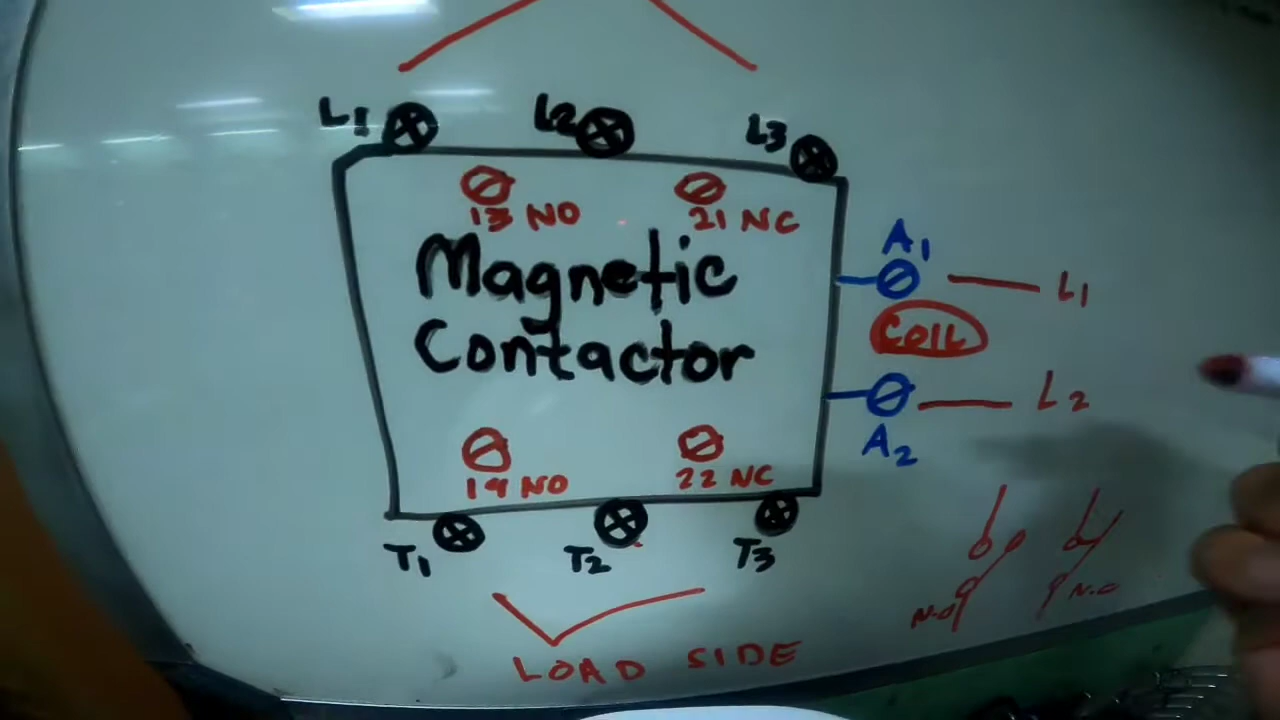 L1 L2 L3
13 NO 21 NC
Magnetic
Contactor
A1 L1
COIL
A2 L2
14 NO 22 NC
T1 T2 T3
N.O N.O
LOAD SIDE